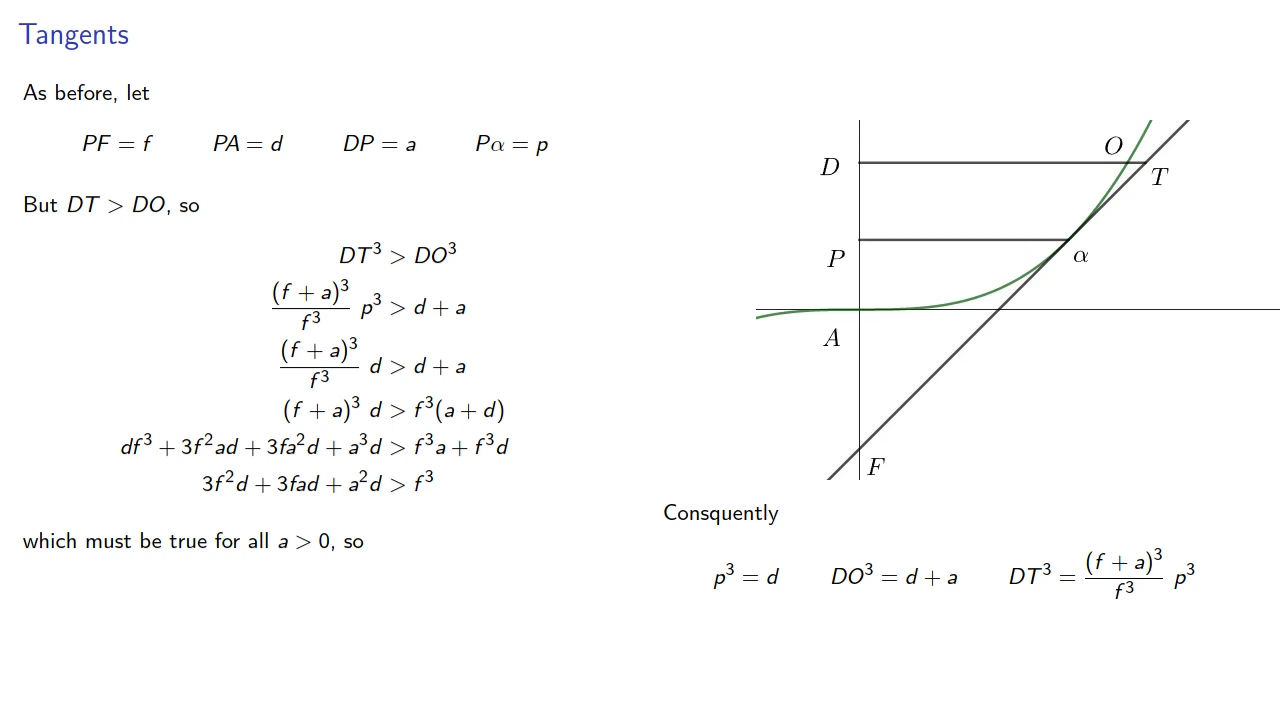 Tangents
As before, let
PF = f PA = d DP = a Pα = p
But DT > DO, so
DT³ > DO³
(f + a)³/f³ p³ > d + a
(f + a)³/f³ d > d + a
(f + a)³ d > f³(a + d)
df³ + 3f²ad + 3fa²d + a³d > f³a + f³d
3f²d + 3fad + a²d > f³
which must be true for all a > 0, so
O
D
T
P
α
A
F
Consquently
p³ = d DO³ = d + a DT³ = (f + a)³/f³ p³